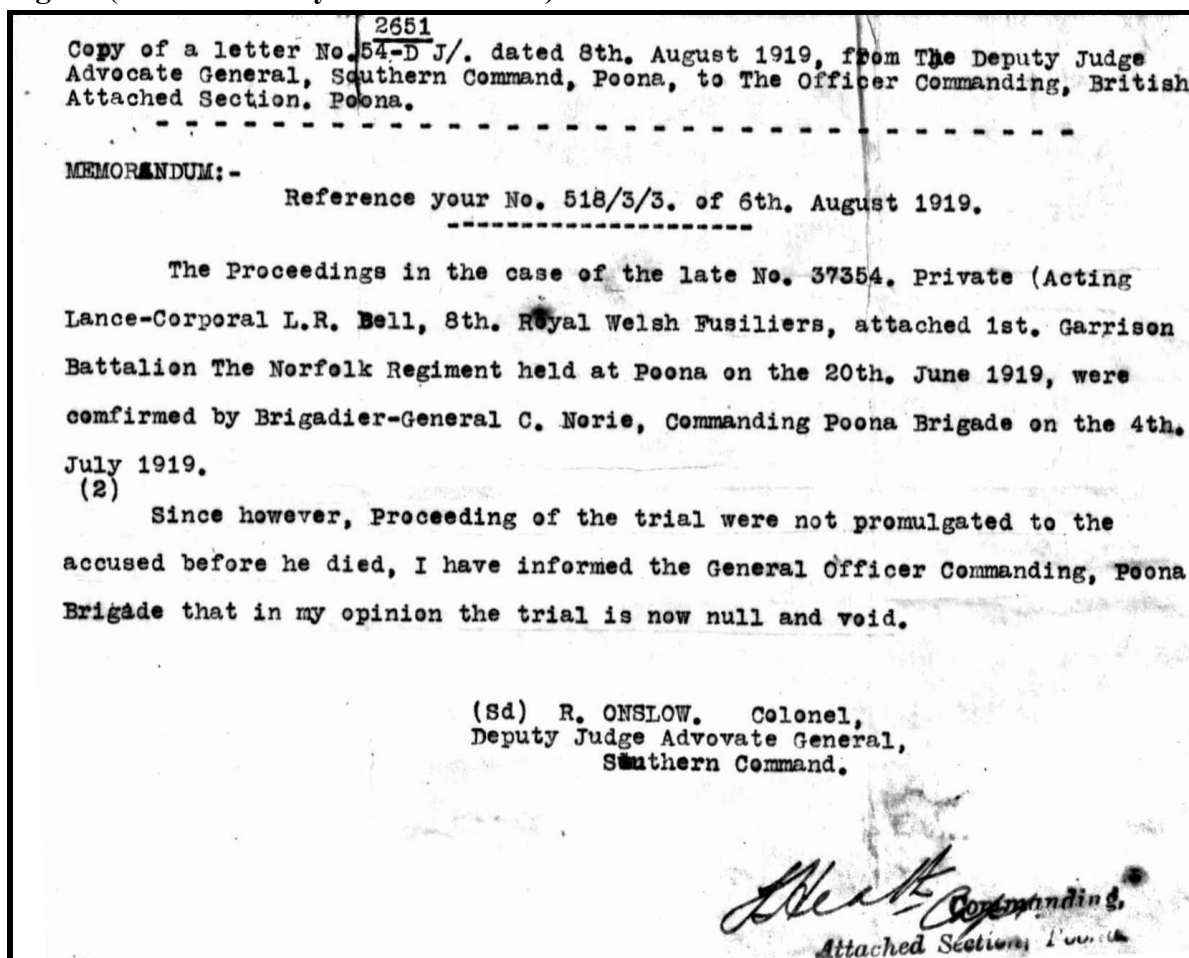 2651
Copy of a letter No.54-D J/. dated 8th. August 1919, from The Deputy Judge
Advocate General, Southern Command, Poona, to The Officer Commanding, British
Attached Section. Poona.
MEMORANDUM:-
Reference your No. 518/3/3. of 6th. August 1919.
The Proceedings in the case of the late No. 37354. Private (Acting
Lance-Corporal L.R. Bell, 8th. Royal Welsh Fusiliers, attached 1st. Garrison
Battalion The Norfolk Regiment held at Poona on the 20th. June 1919, were
comfirmed by Brigadier-General C. Norie, Commanding Poona Brigade on the 4th.
July 1919.
(2)
Since however, Proceeding of the trial were not promulgated to the
accused before he died, I have informed the General Officer Commanding, Poona
Brigade that in my opinion the trial is now null and void.
(Sd) R. ONSLOW. Colonel,
Deputy Judge Advovate General,
Southern Command.
Capt
Commanding,
Attached Section, Poona